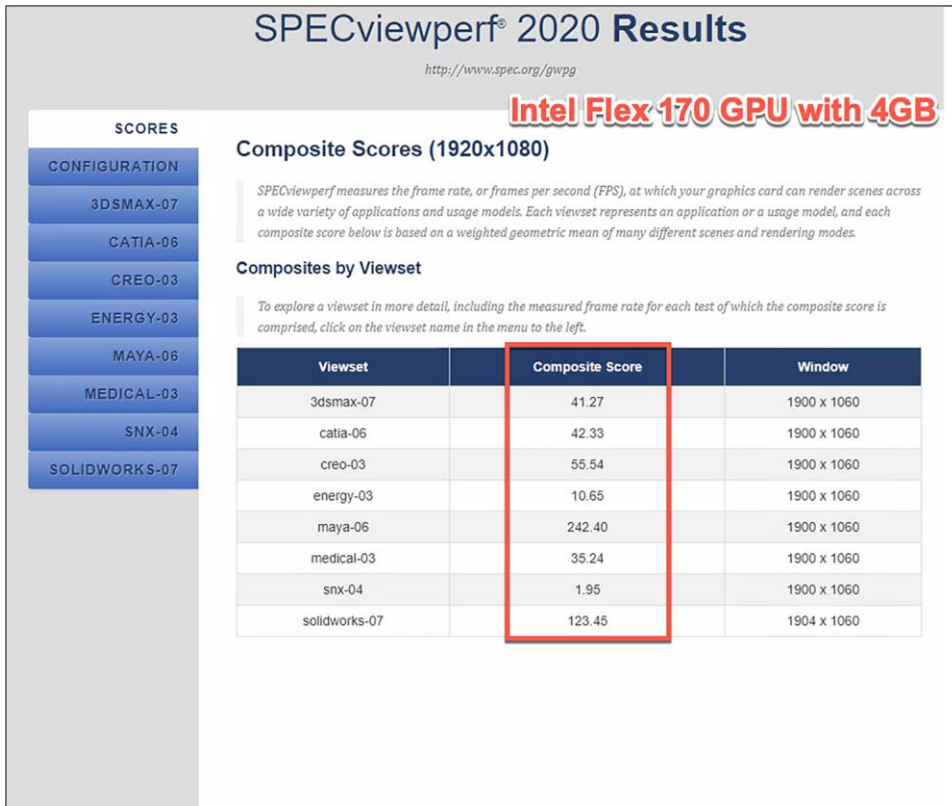 SPECviewperf® 2020 Results
http://www.spec.org/gwpg
Intel Flex 170 GPU with 4GB
SCORES
CONFIGURATION
3DSMAX-07
CATIA-06
CREO-03
ENERGY-03
MAYA-06
MEDICAL-03
SNX-04
SOLIDWORKS-07
Composite Scores (1920x1080)
SPECviewperf measures the frame rate, or frames per second (FPS), at which your graphics card can render scenes across
a wide variety of applications and usage models. Each viewset represents an application or a usage model, and each
composite score below is based on a weighted geometric mean of many different scenes and rendering modes.
Composites by Viewset
To explore a viewset in more detail, including the measured frame rate for each test of which the composite score is
comprised, click on the viewset name in the menu to the left.
Viewset Composite Score Window
3dsmax-07 41.27 1900 x 1060
catia-06 42.33 1900 x 1060
creo-03 55.54 1900 x 1060
energy-03 10.65 1900 x 1060
maya-06 242.40 1900 x 1060
medical-03 35.24 1900 x 1060
snx-04 1.95 1900 x 1060
solidworks-07 123.45 1904 x 1060